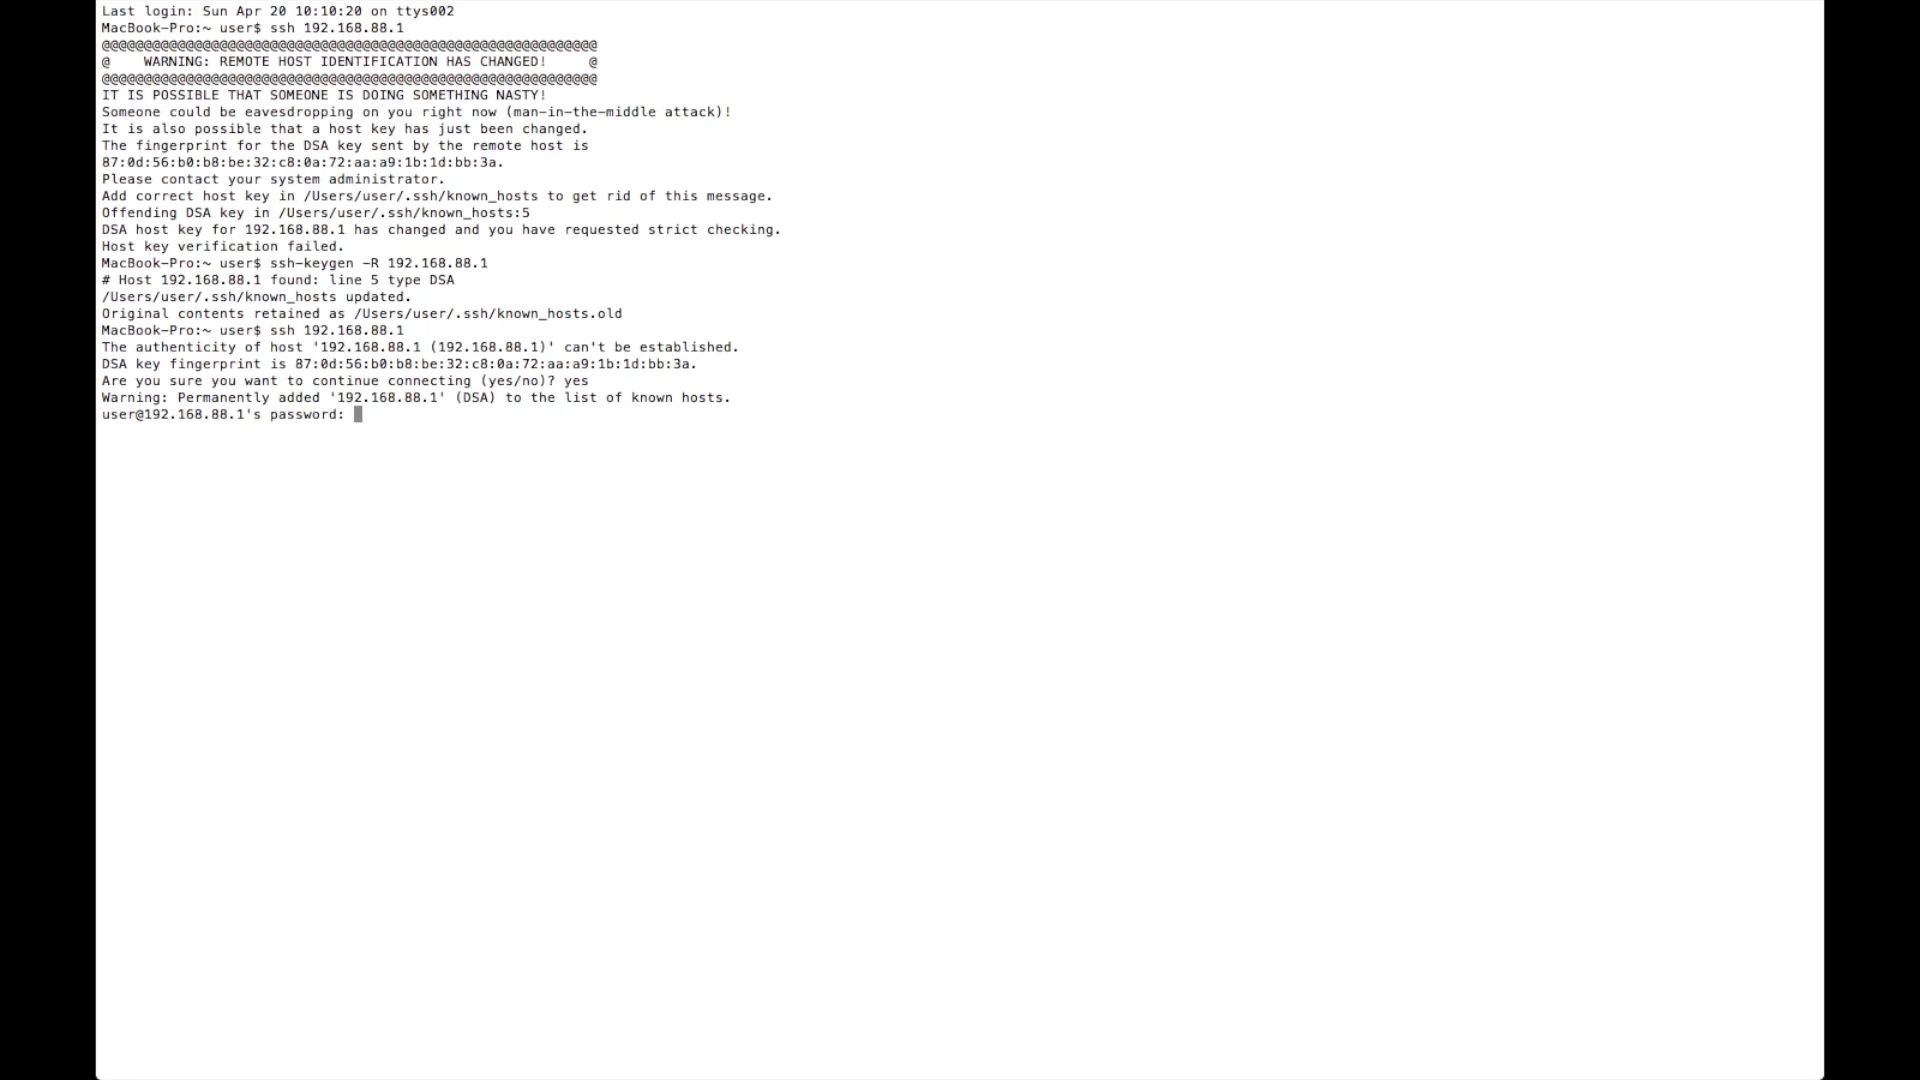 Last login: Sun Apr 20 10:10:20 on ttys002
MacBook-Pro:~ user$ ssh 192.168.88.1
@@@@@@@@@@@@@@@@@@@@@@@@@@@@@@@@@@@@@@@@@@@@@@@@@@@@@@@@@@@
@    WARNING: REMOTE HOST IDENTIFICATION HAS CHANGED!     @
@@@@@@@@@@@@@@@@@@@@@@@@@@@@@@@@@@@@@@@@@@@@@@@@@@@@@@@@@@@
IT IS POSSIBLE THAT SOMEONE IS DOING SOMETHING NASTY!
Someone could be eavesdropping on you right now (man-in-the-middle attack)!
It is also possible that a host key has just been changed.
The fingerprint for the DSA key sent by the remote host is
87:0d:56:b0:b8:be:32:c8:0a:72:aa:a9:1b:1d:bb:3a.
Please contact your system administrator.
Add correct host key in /Users/user/.ssh/known_hosts to get rid of this message.
Offending DSA key in /Users/user/.ssh/known_hosts:5
DSA host key for 192.168.88.1 has changed and you have requested strict checking.
Host key verification failed.
MacBook-Pro:~ user$ ssh-keygen -R 192.168.88.1
# Host 192.168.88.1 found: line 5 type DSA
/Users/user/.ssh/known_hosts updated.
Original contents retained as /Users/user/.ssh/known_hosts.old
MacBook-Pro:~ user$ ssh 192.168.88.1
The authenticity of host '192.168.88.1 (192.168.88.1)' can't be established.
DSA key fingerprint is 87:0d:56:b0:b8:be:32:c8:0a:72:aa:a9:1b:1d:bb:3a.
Are you sure you want to continue connecting (yes/no)? yes
Warning: Permanently added '192.168.88.1' (DSA) to the list of known hosts.
user@192.168.88.1's password: